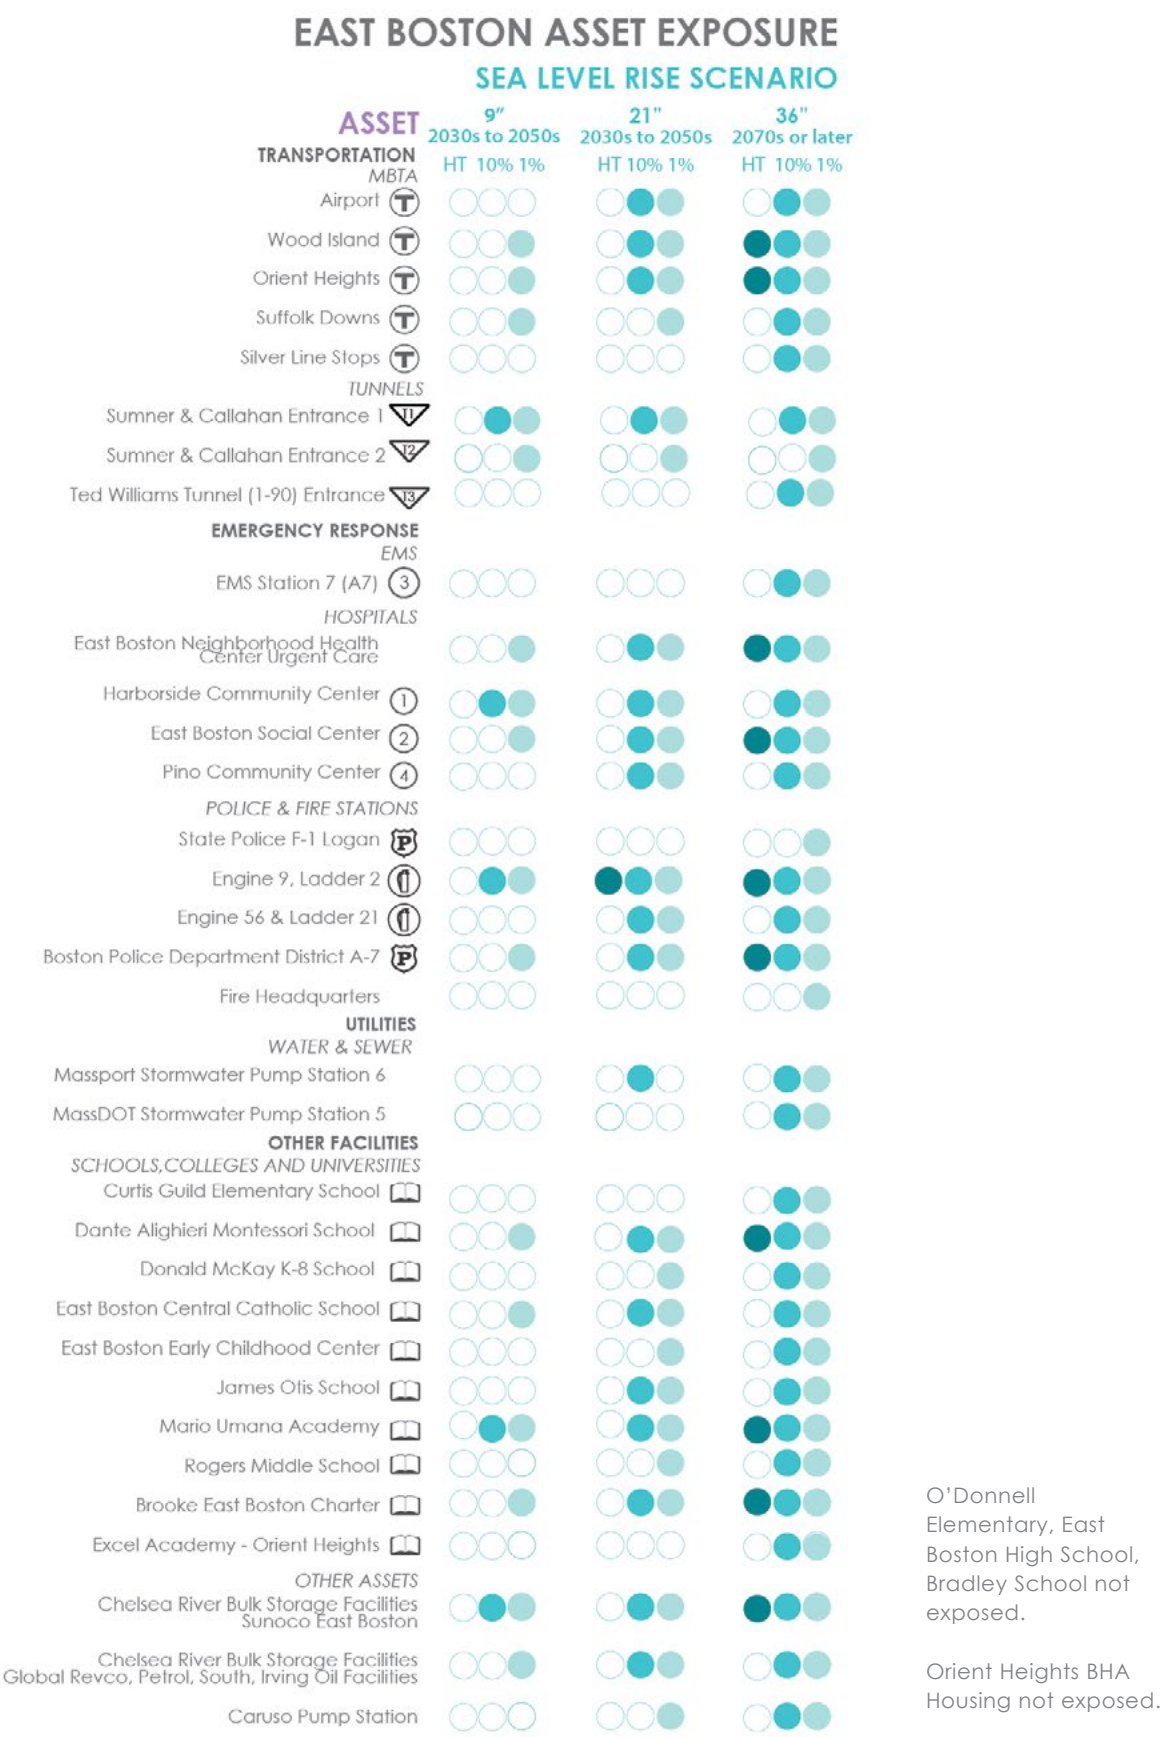 EAST BOSTON ASSET EXPOSURE
SEA LEVEL RISE SCENARIO
ASSET
9" 21" 36"
2030s to 2050s 2030s to 2050s 2070s or later
HT 10% 1% HT 10% 1% HT 10% 1%
TRANSPORTATION
MBTA
Airport T
Wood Island T
Orient Heights T
Suffolk Downs T
Silver Line Stops T
TUNNELS
Sumner & Callahan Entrance 1 T1
Sumner & Callahan Entrance 2 T2
Ted Williams Tunnel (1-90) Entrance T3
EMERGENCY RESPONSE
EMS
EMS Station 7 (A7) 3
HOSPITALS
East Boston Neighborhood Health
Center Urgent Care
Harborside Community Center 1
East Boston Social Center 2
Pino Community Center 4
POLICE & FIRE STATIONS
State Police F-1 Logan P
Engine 9, Ladder 2
Engine 56 & Ladder 21
Boston Police Department District A-7 P
Fire Headquarters
UTILITIES
WATER & SEWER
Massport Stormwater Pump Station 6
MassDOT Stormwater Pump Station 5
OTHER FACILITIES
SCHOOLS,COLLEGES AND UNIVERSITIES
Curtis Guild Elementary School
Dante Alighieri Montessori School
Donald McKay K-8 School
East Boston Central Catholic School
East Boston Early Childhood Center
James Otis School
Mario Umana Academy
Rogers Middle School
Brooke East Boston Charter
Excel Academy - Orient Heights
OTHER ASSETS
Chelsea River Bulk Storage Facilities
Sunoco East Boston
Chelsea River Bulk Storage Facilities
Global Revco, Petrol, South, Irving Oil Facilities
Caruso Pump Station
O'Donnell
Elementary, East
Boston High School,
Bradley School not
exposed.
Orient Heights BHA
Housing not exposed.